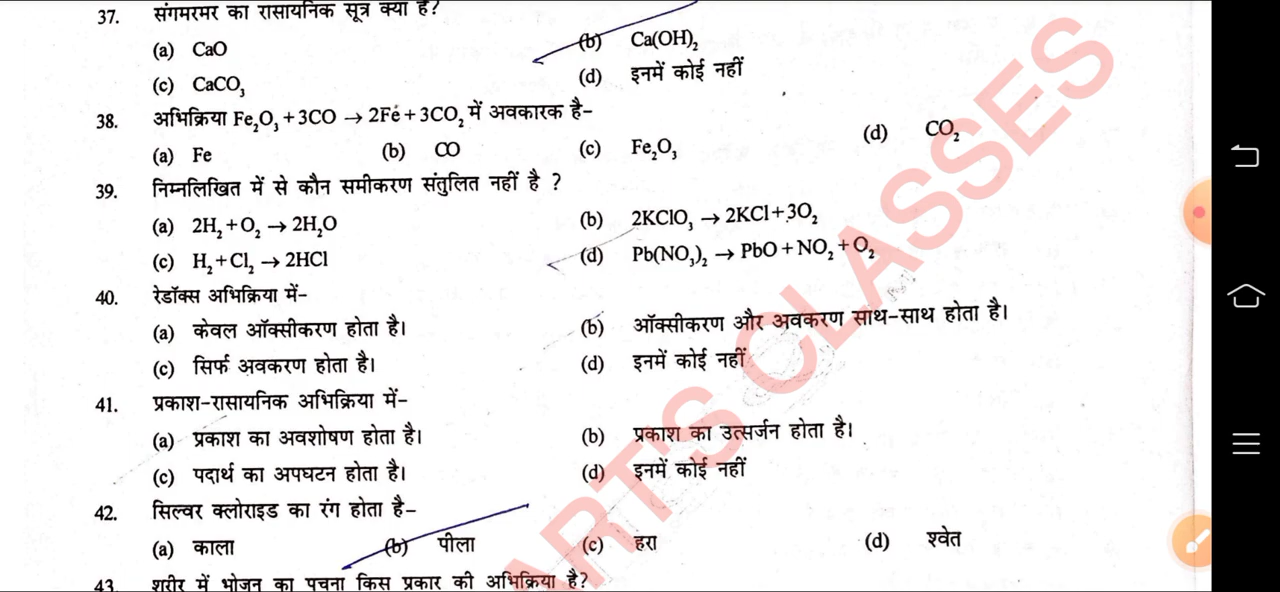 37. संगमरमर का रासायनिक सूत्र क्या है?
(a) CaO (b) Ca(OH)₂
(c) CaCO₃ (d) इनमें कोई नहीं
38. अभिक्रिया Fe₂O₃ + 3CO → 2Fe + 3CO₂ में अवकारक है-
(a) Fe (b) CO (c) Fe₂O₃ (d) CO₂
39. निम्नलिखित में से कौन समीकरण संतुलित नहीं है ?
(a) 2H₂ + O₂ → 2H₂O (b) 2KClO₃ → 2KCl + 3O₂
(c) H₂ + Cl₂ → 2HCl (d) Pb(NO₃)₂ → PbO + NO₂ + O₂
40. रेडॉक्स अभिक्रिया में-
(a) केवल ऑक्सीकरण होता है। (b) ऑक्सीकरण और अवकरण साथ-साथ होता है।
(c) सिर्फ अवकरण होता है। (d) इनमें कोई नहीं
41. प्रकाश-रासायनिक अभिक्रिया में-
(a) प्रकाश का अवशोषण होता है। (b) प्रकाश का उत्सर्जन होता है।
(c) पदार्थ का अपघटन होता है। (d) इनमें कोई नहीं
42. सिल्वर क्लोराइड का रंग होता है-
(a) काला (b) पीला (c) हरा (d) श्वेत
43. शरीर में भोजन का पचना किस प्रकार की अभिक्रिया है?
ART'S CLASSES